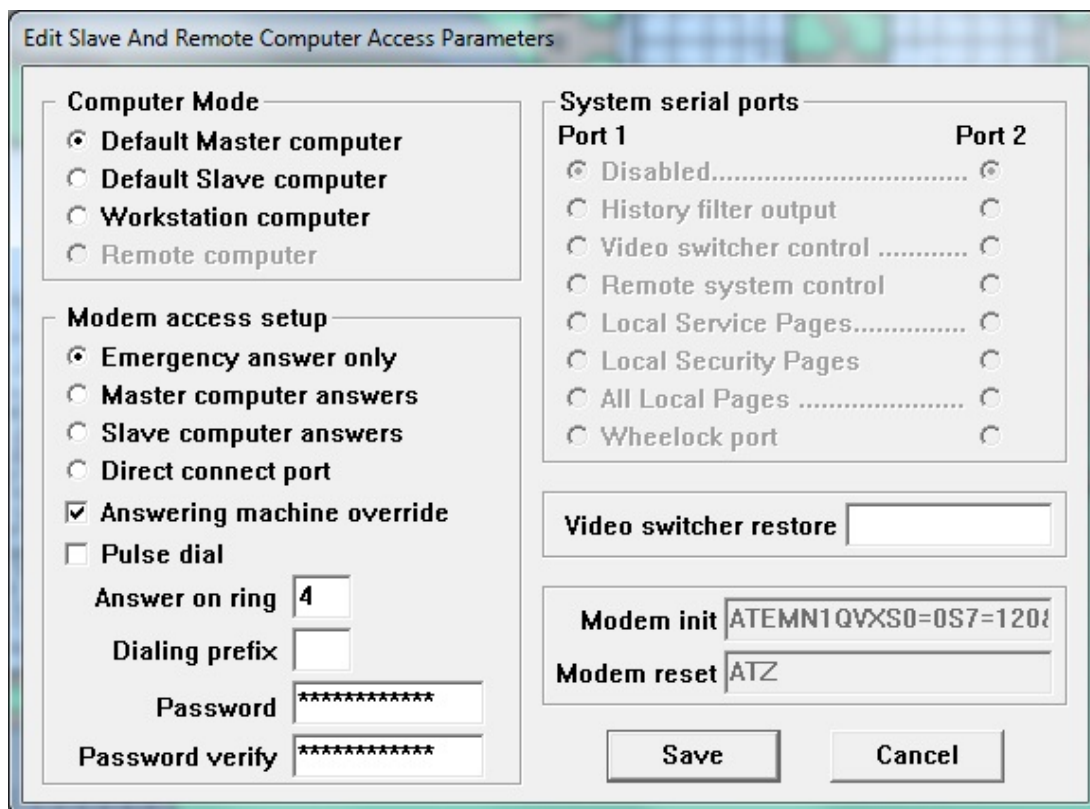 Edit Slave And Remote Computer Access Parameters
Computer Mode
Default Master computer
Default Slave computer
Workstation computer
Remote computer
Modem access setup
Emergency answer only
Master computer answers
Slave computer answers
Direct connect port
Answering machine override
Pulse dial
Answer on ring 4
Dialing prefix
Password ************
Password verify ************
System serial ports
Port 1 Port 2
Disabled..................................
History filter output
Video switcher control ............
Remote system control
Local Service Pages...............
Local Security Pages
All Local Pages ......................
Wheelock port
Video switcher restore
Modem init ATEMN1QVXS0=0S7=120&
Modem reset ATZ
Save Cancel